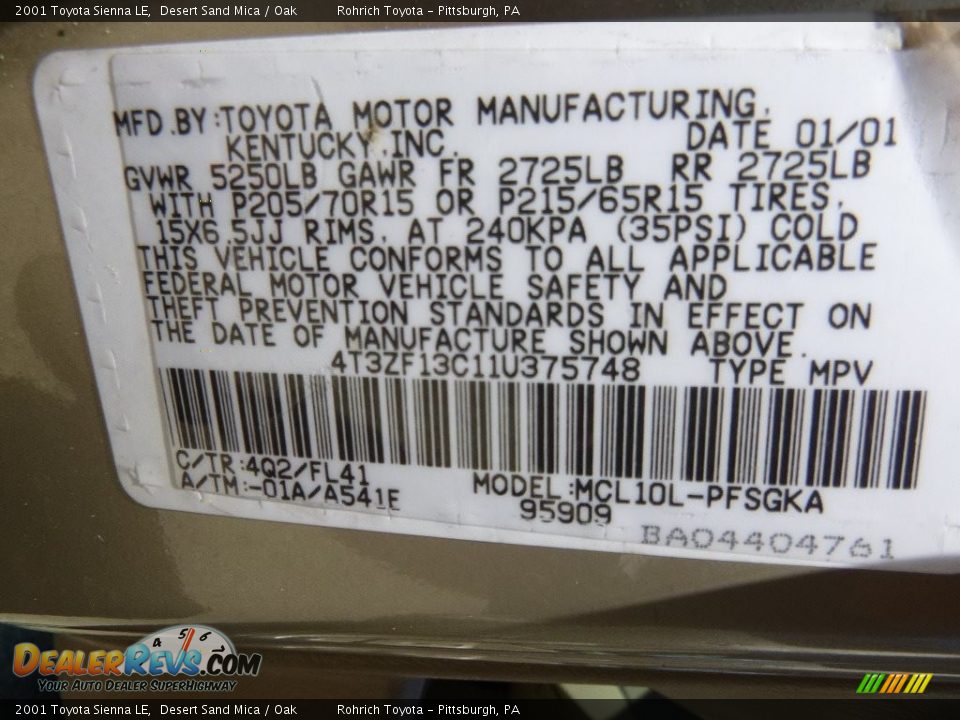 2001 Toyota Sienna LE, Desert Sand Mica / Oak Rohrich Toyota – Pittsburgh, PA
MFD.BY:TOYOTA MOTOR MANUFACTURING,
KENTUCKY,INC. DATE 01/01
GVWR 5250LB GAWR FR 2725LB RR 2725LB
WITH P205/70R15 OR P215/65R15 TIRES,
15X6.5JJ RIMS, AT 240KPA (35PSI) COLD
THIS VEHICLE CONFORMS TO ALL APPLICABLE
FEDERAL MOTOR VEHICLE SAFETY AND
THEFT PREVENTION STANDARDS IN EFFECT ON
THE DATE OF MANUFACTURE SHOWN ABOVE.
4T3ZF13C11U375748 TYPE MPV
C/TR:4Q2/FL41
A/TM:-01A/A541E MODEL:MCL10L-PFSGKA
95909
BA04404761
4 5 6
DEALERREVS.COM
YOUR AUTO DEALER SUPERHIGHWAY
2001 Toyota Sienna LE, Desert Sand Mica / Oak Rohrich Toyota – Pittsburgh, PA